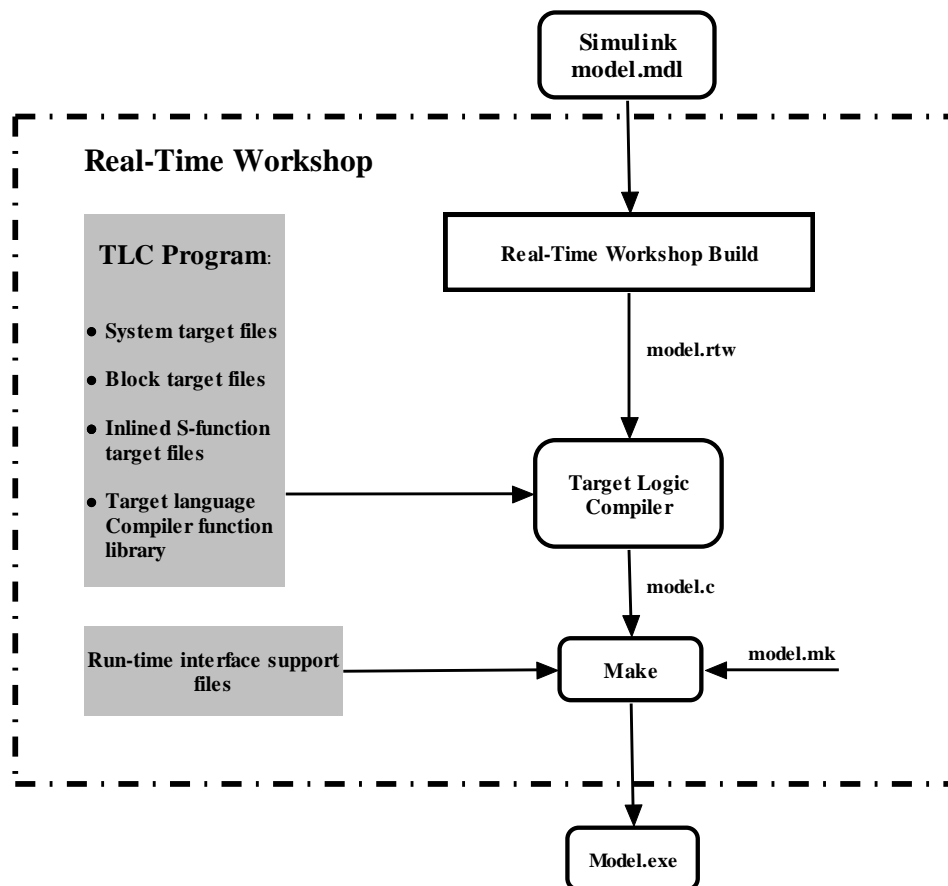 Simulink
model.mdl
Real-Time Workshop
TLC Program:
• System target files
• Block target files
• Inlined S-function
target files
• Target language
Compiler function
library
Real-Time Workshop Build
model.rtw
Target Logic
Compiler
model.c
Run-time interface support
files
Make
model.mk
Model.exe